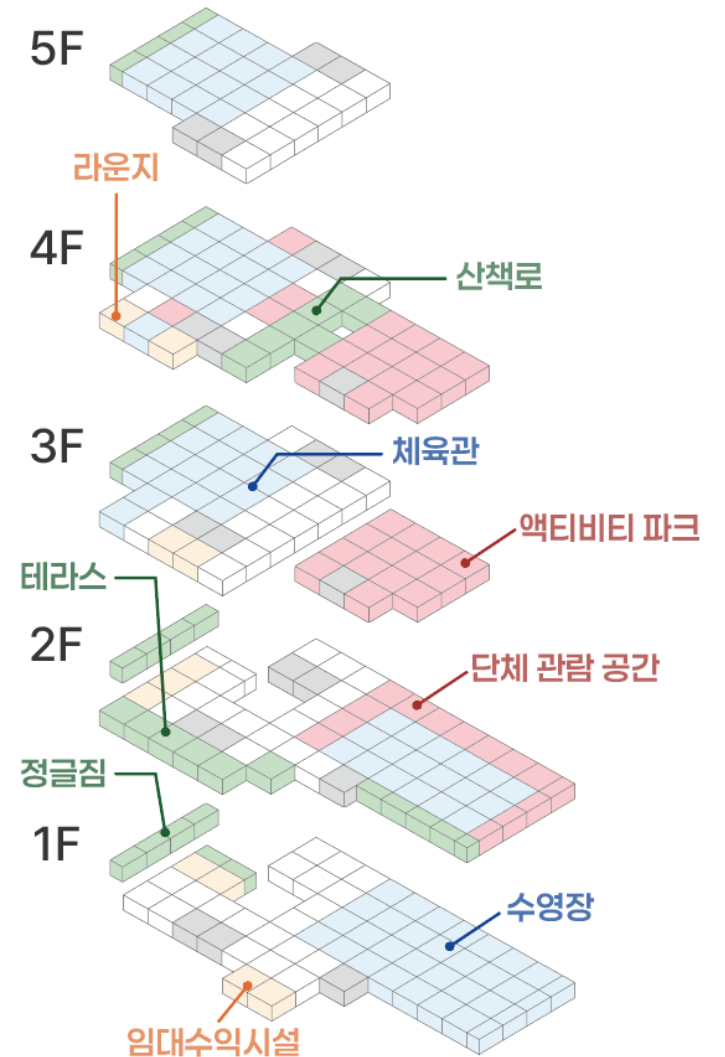 5F
라운지
4F
산책로
3F
체육관
액티비티 파크
테라스
2F
단체 관람 공간
정글짐
1F
수영장
임대수익시설